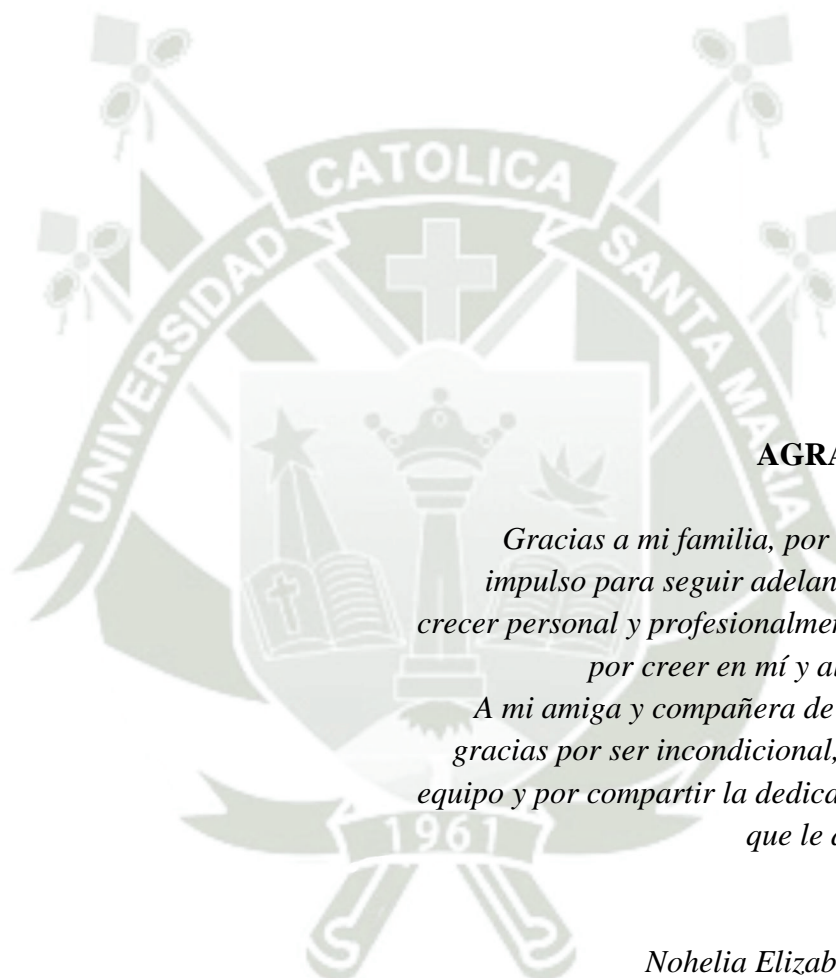 UNIVERSIDAD CATOLICA SANTA MARIA
AGRA
Gracias a mi familia, por
impulso para seguir adelan
crecer personal y profesionalmen
por creer en mí y a
A mi amiga y compañera de
gracias por ser incondicional,
equipo y por compartir la dedica
que le
1961
Nohelia Elizab